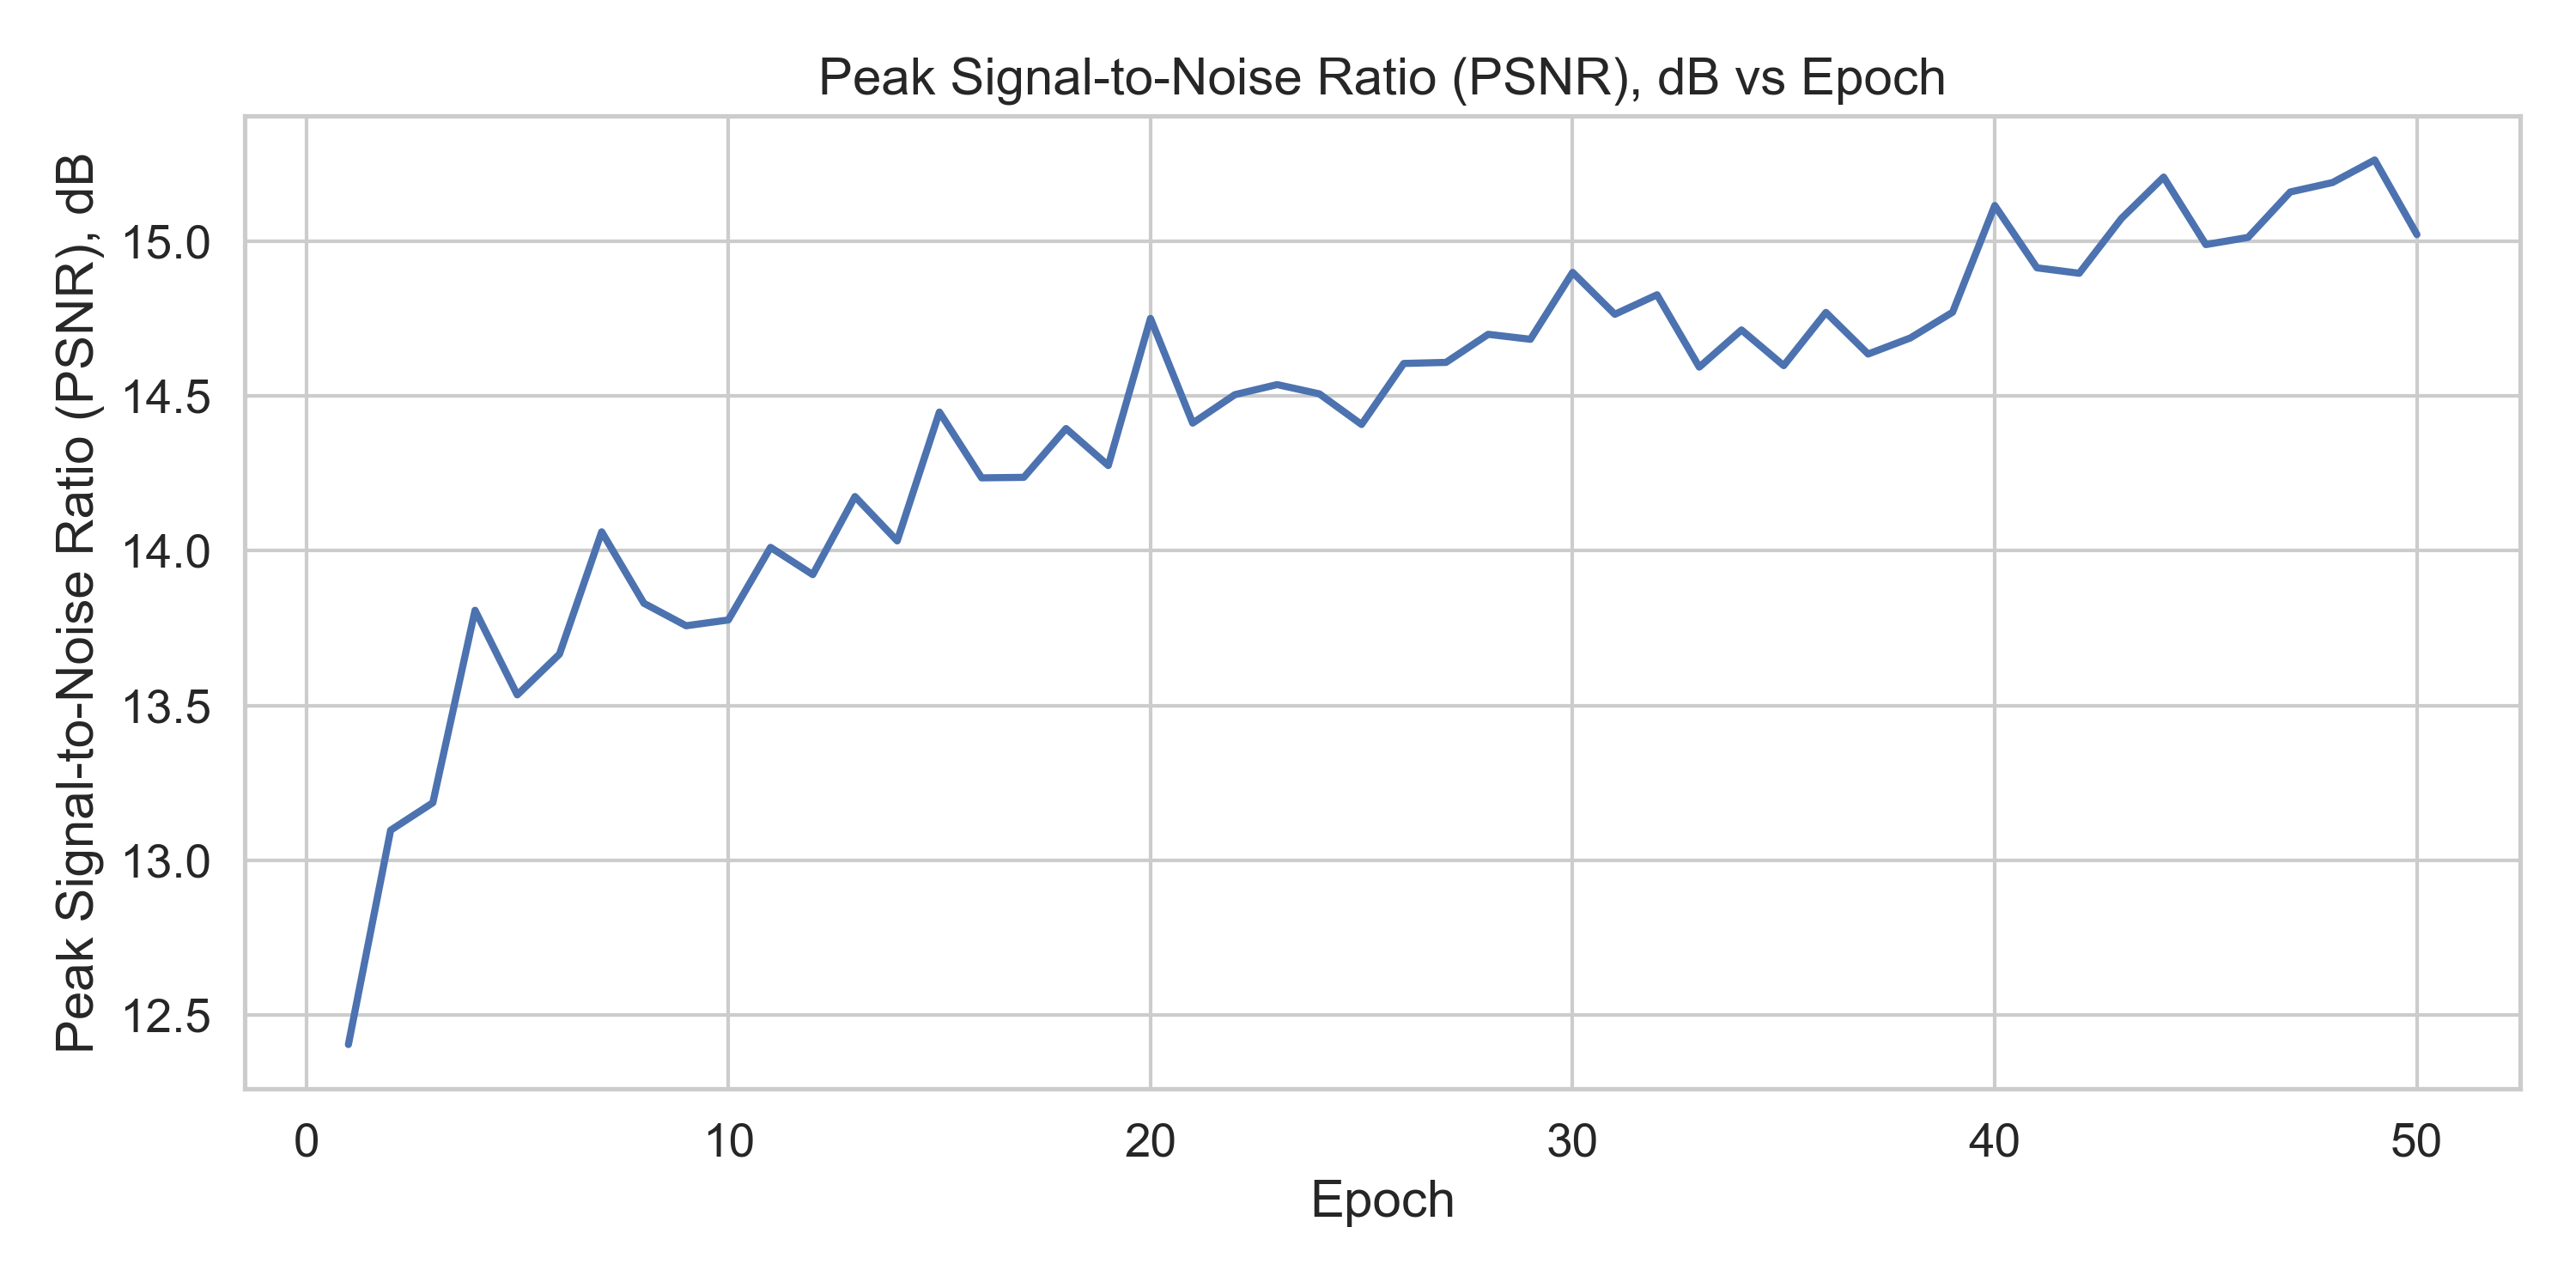 Peak Signal-to-Noise Ratio (PSNR), dB vs Epoch
Peak Signal-to-Noise Ratio (PSNR), dB
15.0
14.5
14.0
13.5
13.0
12.5
0 10 20 30 40 50
Epoch